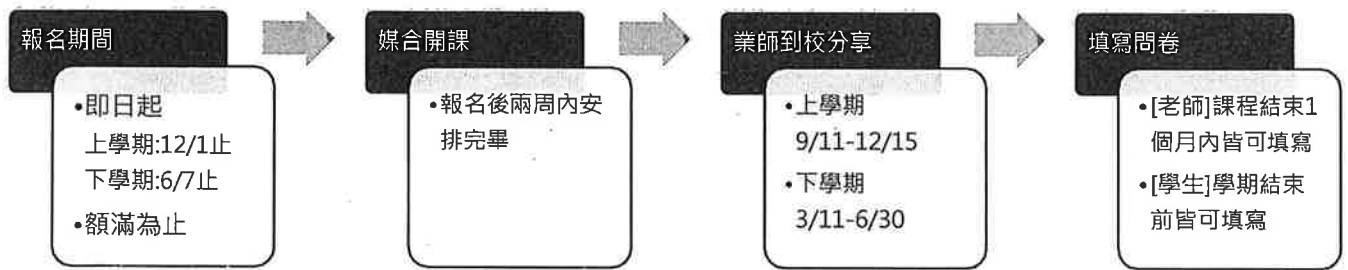 報名期間
•即日起
上學期:12/1止
下學期:6/7止
•額滿為止
媒合開課
•報名後兩周內安
排完畢
業師到校分享
•上學期
9/11-12/15
•下學期
3/11-6/30
填寫問卷
•[老師]課程結束1
個月內皆可填寫
•[學生]學期結束
前皆可填寫